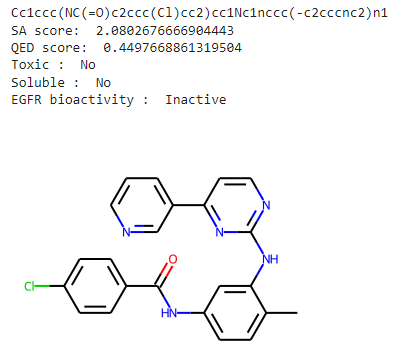 Cc1ccc(NC(=O)c2ccc(Cl)cc2)cc1Nc1nccc(-c2cccnc2)n1
SA score:  2.0802676666904443
QED score:  0.4497668861319504
Toxic :  No
Soluble :  No
EGFR bioactivity :  Inactive
N
N
N
NH
O
Cl
HN